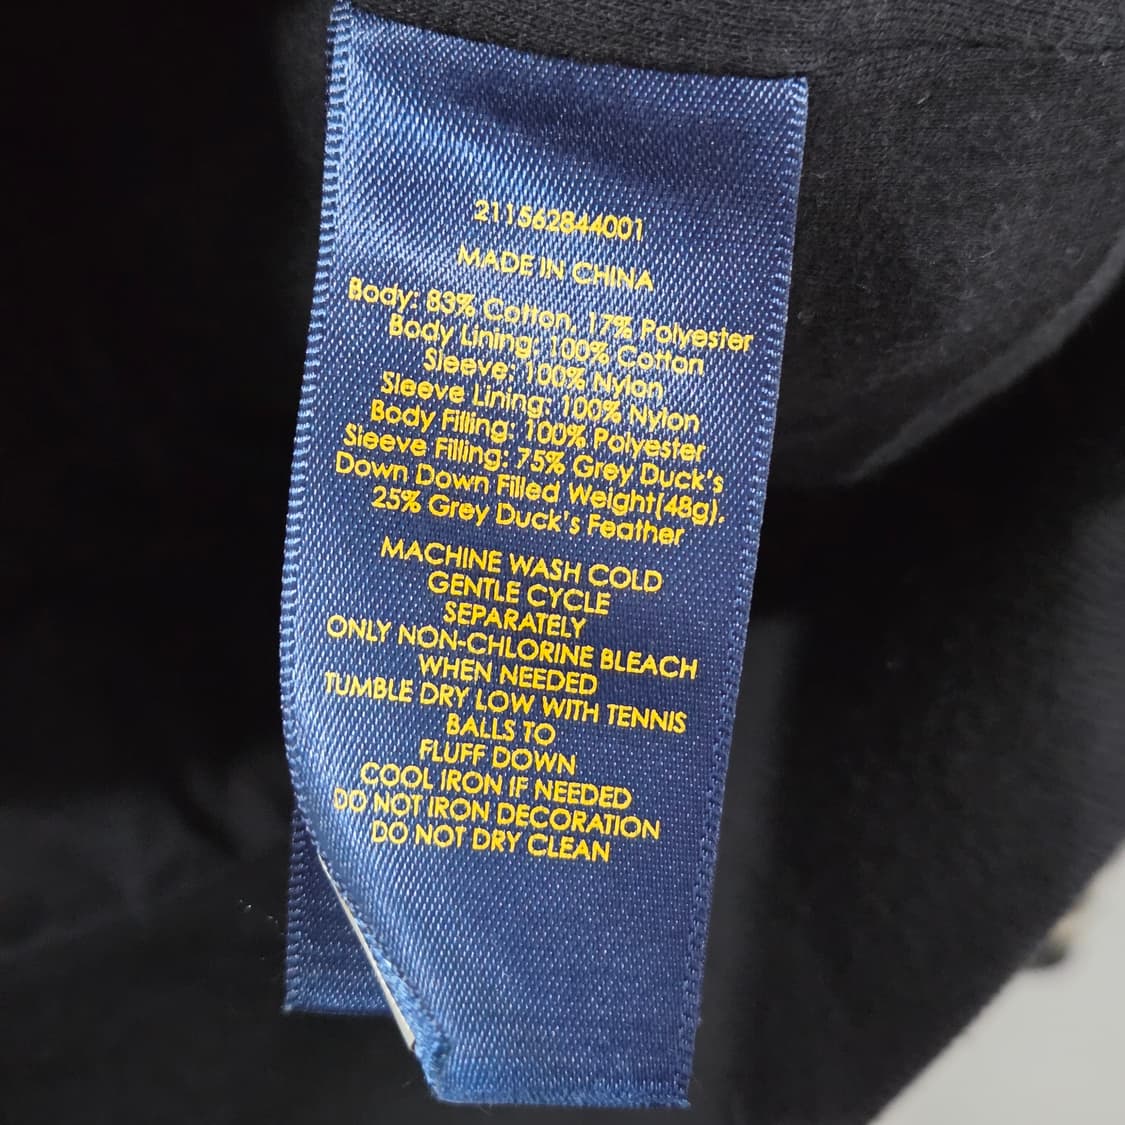 211562844001
MADE IN CHINA
Body: 83% Cotton, 17% Polyester
Body Lining: 100% Cotton
Sleeve: 100% Nylon
Sleeve Lining: 100% Nylon
Body Filling: 100% Polyester
Sleeve Filling: 75% Grey Duck's
Down Down Filled Weight(48g),
25% Grey Duck's Feather
MACHINE WASH COLD
GENTLE CYCLE
SEPARATELY
ONLY NON-CHLORINE BLEACH
WHEN NEEDED
TUMBLE DRY LOW WITH TENNIS
BALLS TO
FLUFF DOWN
COOL IRON IF NEEDED
DO NOT IRON DECORATION
DO NOT DRY CLEAN